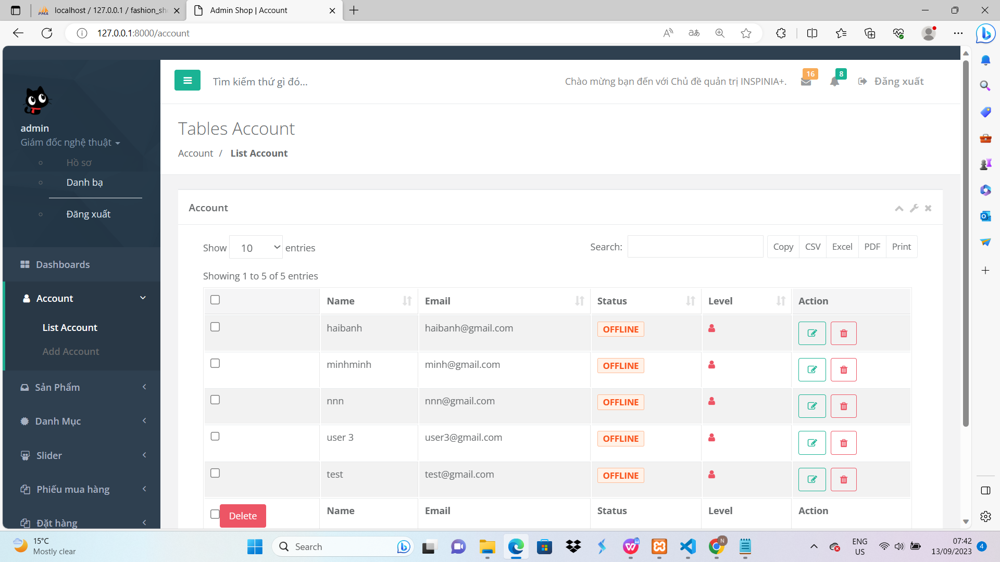 localhost / 127.0.0.1 / fashion_sh
Admin Shop | Account
127.0.0.1:8000/account
Tìm kiếm thứ gì đó...
Chào mừng bạn đến với Chủ đề quản trị INSPINIA+.
16
8
Đăng xuất
admin
Giám đốc nghệ thuật
Hồ sơ
Danh bạ
Đăng xuất
Dashboards
Account
List Account
Add Account
Sản Phẩm
Danh Mục
Slider
Phiếu mua hàng
Đặt hàng
Tables Account
Account / List Account
Account
Show 10 entries
Search:
Copy CSV Excel PDF Print
Showing 1 to 5 of 5 entries
Name Email Status Level Action
haibanh haibanh@gmail.com OFFLINE
minhminh minh@gmail.com OFFLINE
nnn nnn@gmail.com OFFLINE
user 3 user3@gmail.com OFFLINE
test test@gmail.com OFFLINE
Delete Name Email Status Level Action
15°C
Mostly clear
Search
ENG
US
07:42
13/09/2023
4